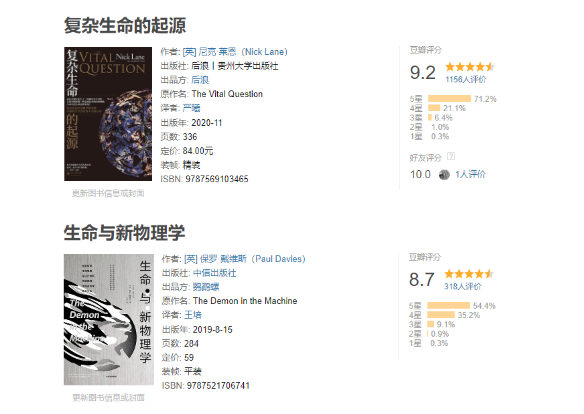 复杂生命的起源
复杂生命
的起源
Nick Lane
VITAL
QUESTION
更新图书信息或封面
作者: [英] 尼克·莱恩（Nick Lane）
出版社: 后浪丨贵州大学出版社
出品方: 后浪
原作名: The Vital Question
译者: 严曦
出版年: 2020-11
页数: 336
定价: 84.00元
装帧: 精装
ISBN: 9787569103465
豆瓣评分
9.2
1156人评价
5星 71.2%
4星 21.1%
3星 6.4%
2星 1.0%
1星 0.3%
好友评分
10.0 1人评价
生命与新物理学
生命·与·新物理学
The
Demon
in the
Machine
更新图书信息或封面
作者: [英] 保罗·戴维斯（Paul Davies）
出版社: 中信出版社
出品方: 鹦鹉螺
原作名: The Demon in the Machine
译者: 王培
出版年: 2019-8-15
页数: 284
定价: 59
装帧: 平装
ISBN: 9787521706741
豆瓣评分
8.7
318人评价
5星 54.4%
4星 35.2%
3星 9.1%
2星 0.9%
1星 0.3%